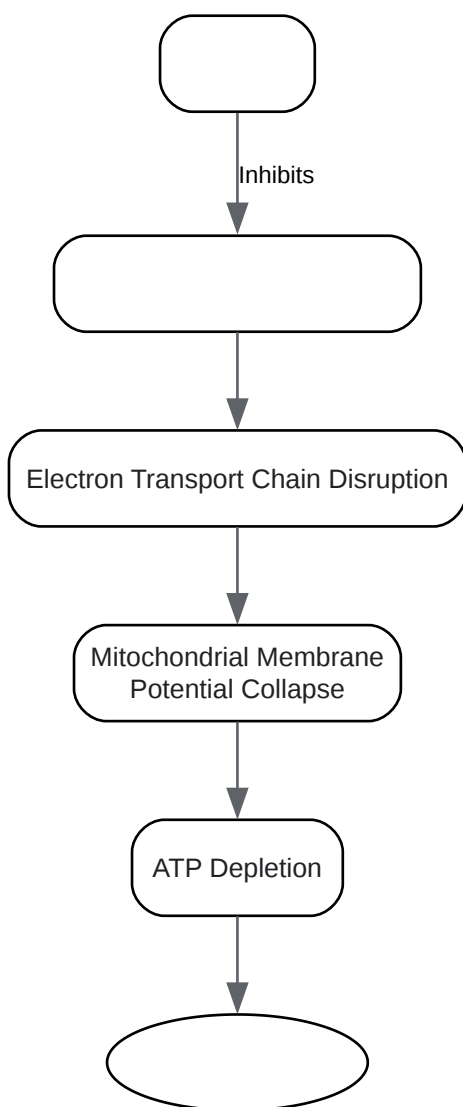 Inhibits
Electron Transport Chain Disruption
Mitochondrial Membrane
Potential Collapse
ATP Depletion